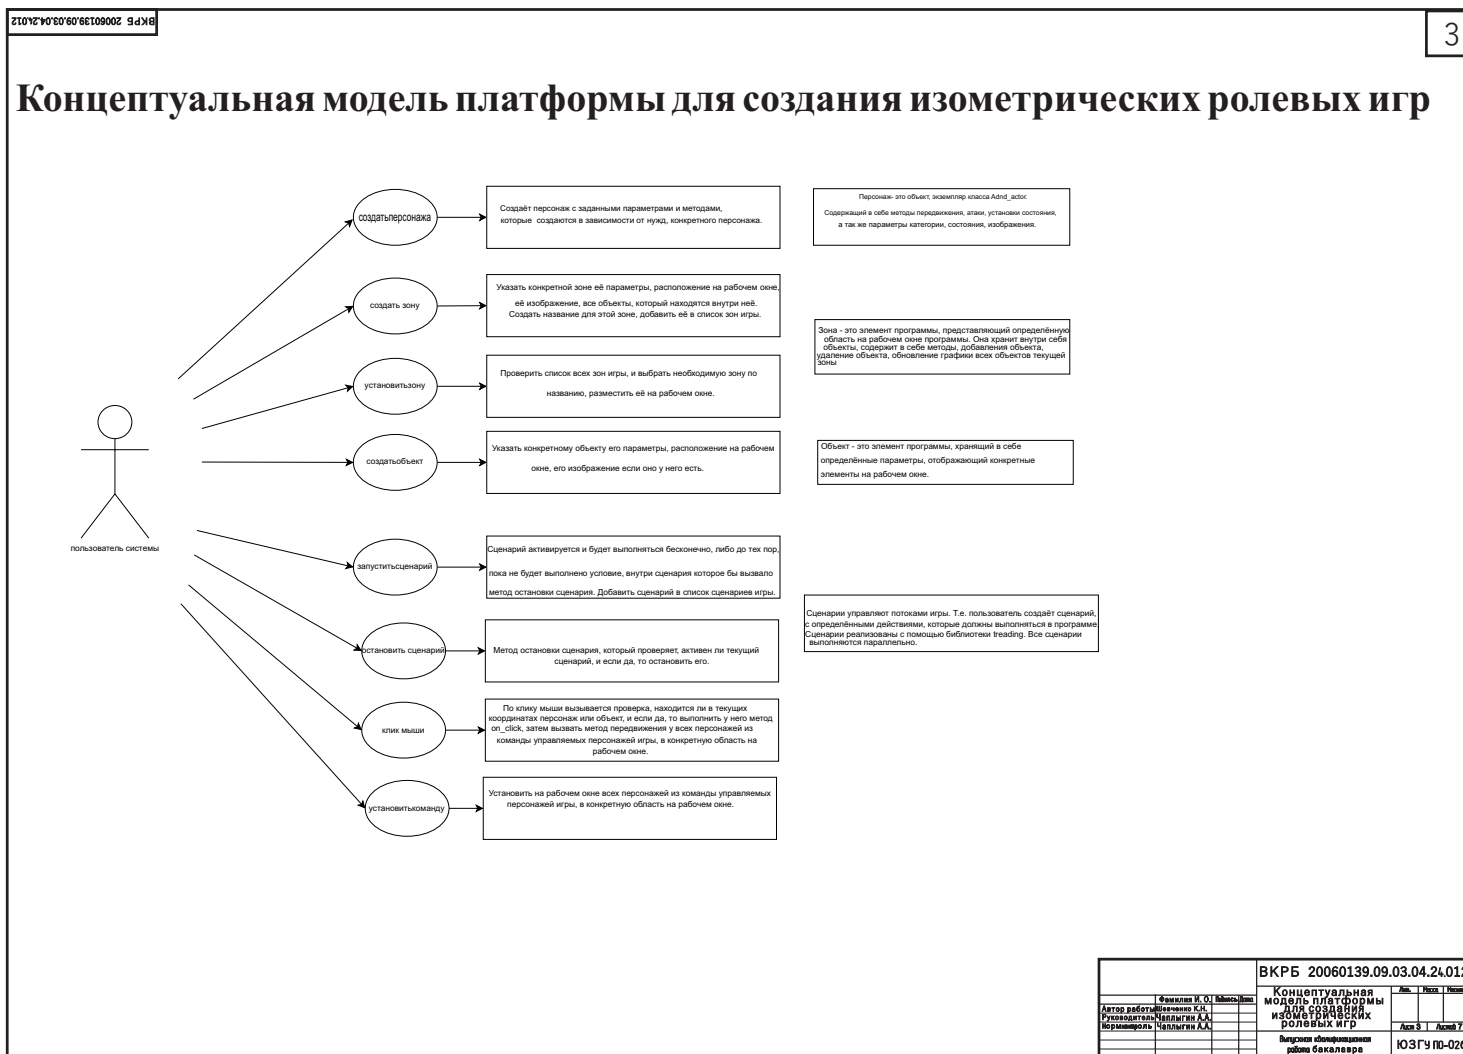 ВКРБ 20060139.09.03.04.24.012
3
Концептуальная модель платформы для создания изометрических ролевых игр
создатьперсонажа
Создаёт персонаж с заданными параметрами и методами,
которые создаются в зависимости от нужд, конкретного персонажа.
Персонаж- это объект, экземпляр класса Adnd_actor.
Содержащий в себе методы передвижения, атаки, установки состояния,
а так же параметры категории, состояния, изображения.
создать зону
Указать конкретной зоне её параметры, расположение на рабочем окне,
её изображение, все объекты, который находятся внутри неё.
Создать название для этой зоне, добавить её в список зон игры.
Зона - это элемент программы, представляющий определённую
область на рабочем окне программы. Она хранит внутри себя
объекты, содержит в себе методы, добавления объекта,
удаление объекта, обновление графики всех объектов текущей
зоны
установитьзону
Проверить список всех зон игры, и выбрать необходимую зону по
названию, разместить её на рабочем окне.
создатьобъект
Указать конкретному объекту его параметры, расположение на рабочем
окне, его изображение если оно у него есть.
Объект - это элемент программы, хранящий в себе
определённые параметры, отображающий конкретные
элементы на рабочем окне.
пользователь системы
запуститьсценарий
Сценарий активируется и будет выполняться бесконечно, либо до тех пор,
пока не будет выполнено условие, внутри сценария которое бы вызвало
метод остановки сценария. Добавить сценарий в список сценариев игры.
Сценарии управляют потоками игры. Т.е. пользователь создаёт сценарий,
с определёнными действиями, которые должны выполняться в программе.
Сценарии реализованы с помощью библиотеки treading. Все сценарии
выполняются параллельно.
остановить сценарий
Метод остановки сценария, который проверяет, активен ли текущий
сценарий, и если да, то остановить его.
клик мыши
По клику мыши вызывается проверка, находится ли в текущих
координатах персонаж или объект, и если да, то выполнить у него метод
on_click, затем вызвать метод передвижения у всех персонажей из
команды управляемых персонажей игры, в конкретную область на
рабочем окне.
установитькоманду
Установить на рабочем окне всех персонажей из команды управляемых
персонажей игры, в конкретную область на рабочем окне.
ВКРБ 20060139.09.03.04.24.012
Концептуальная
модель платформы
для создания
изометрических
ролевых игр
Фамилия И. О.
Автор работы Шевченко К.Н.
Руководитель Чаплыгин А.А.
Нормоконтроль Чаплыгин А.А.
Лист 3 Листов 7
Выпускная квалификационная
работа бакалавра
ЮЗГУ ПО-02б